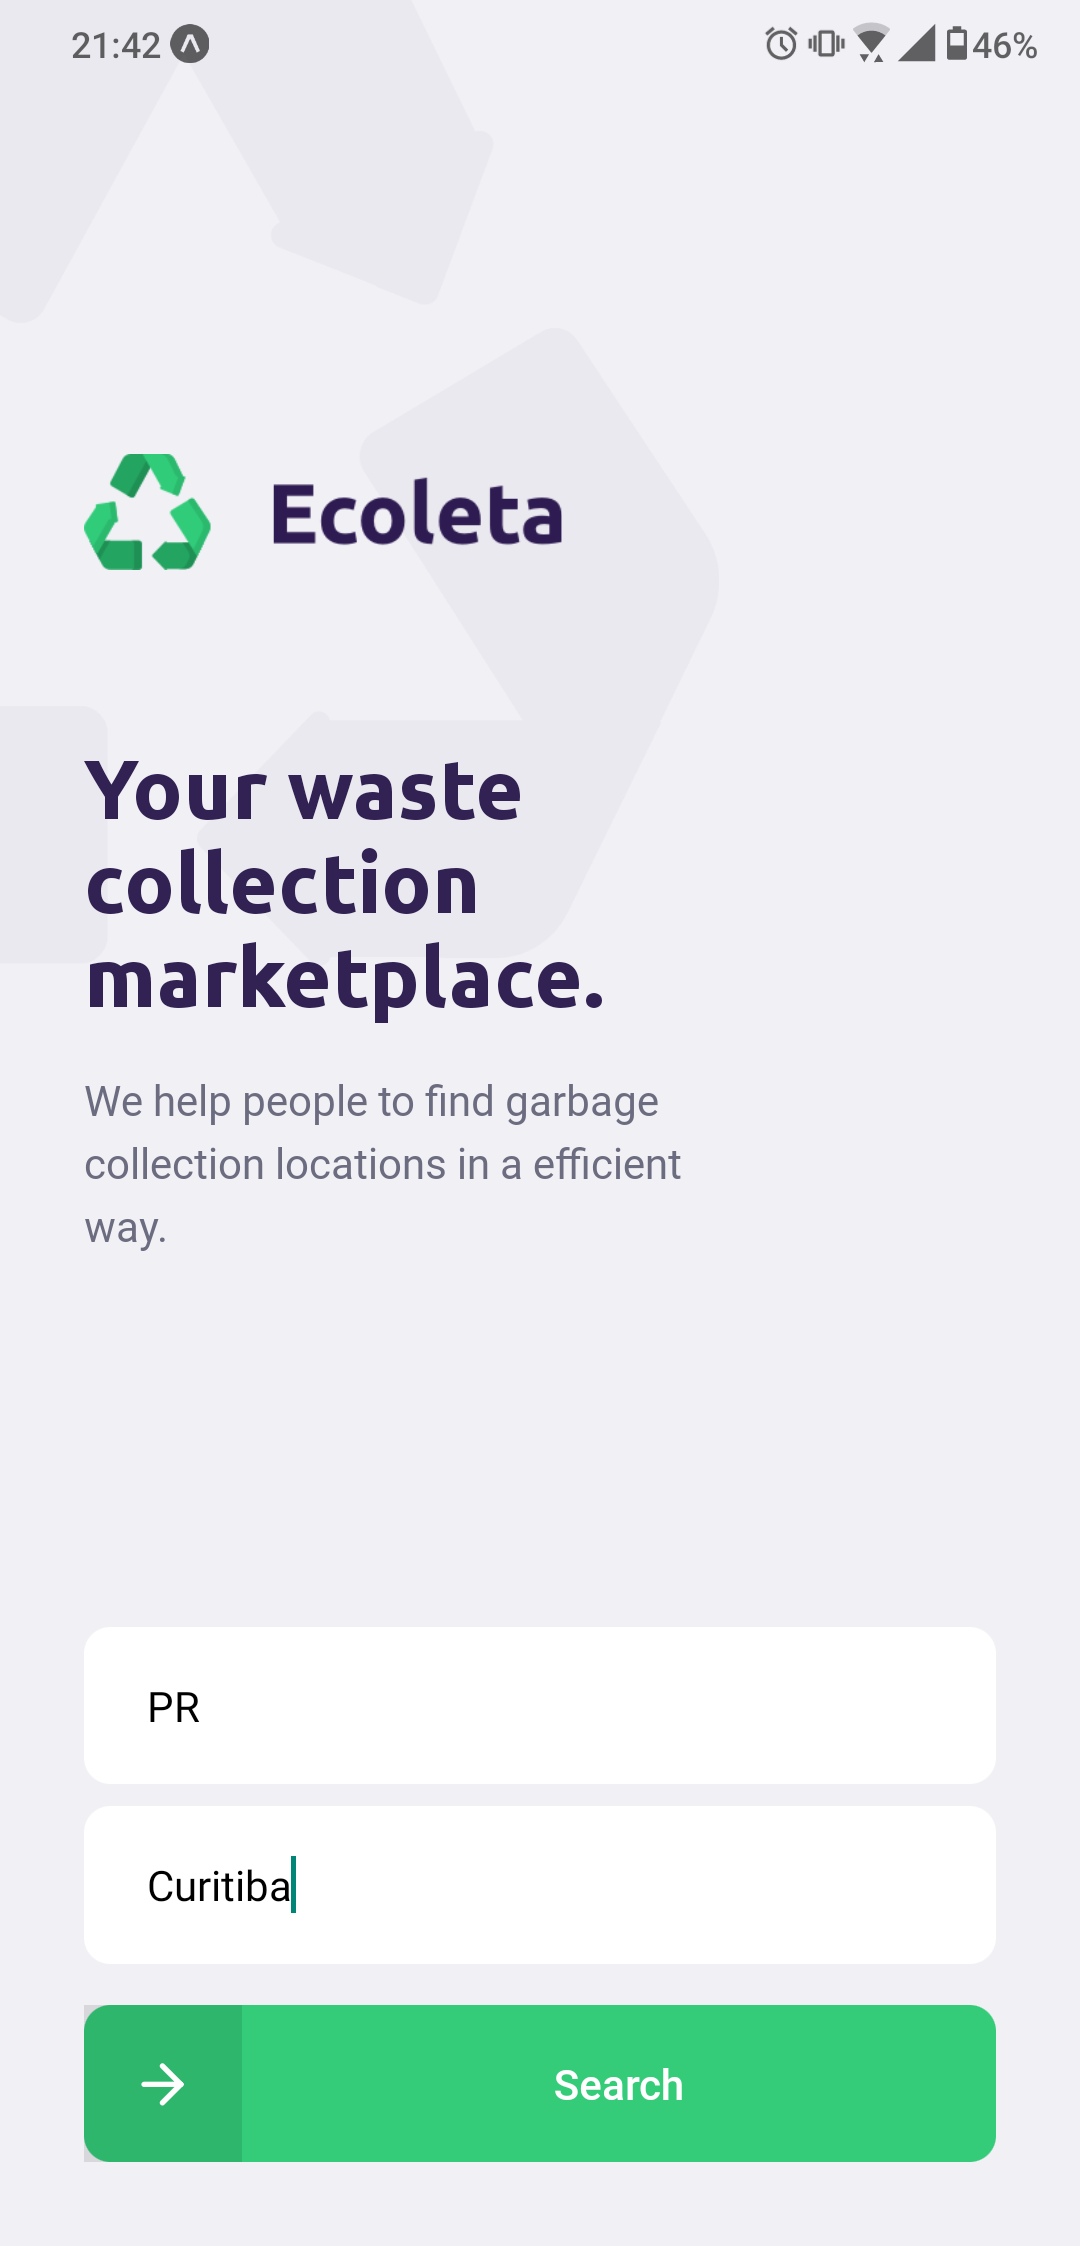 21:42 46%
Ecoleta
Your waste
collection
marketplace.
We help people to find garbage
collection locations in a efficient
way.
PR
Curitiba
Search